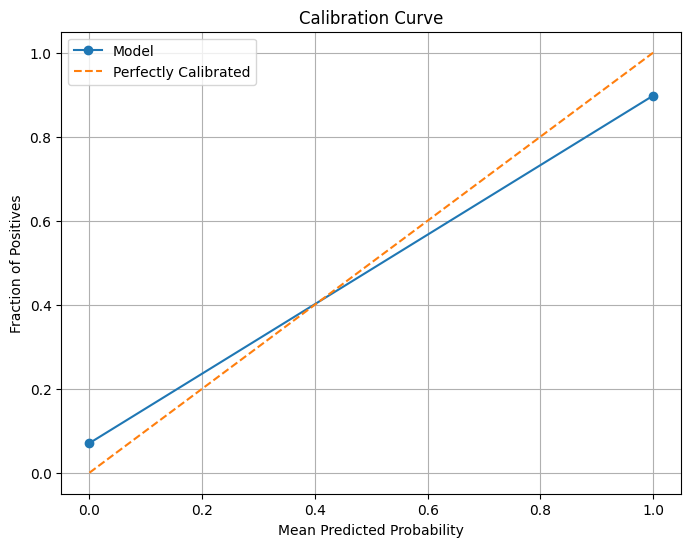 Calibration Curve
Model
Perfectly Calibrated
1.0
0.8
0.6
0.4
0.2
0.0
Fraction of Positives
0.0 0.2 0.4 0.6 0.8 1.0
Mean Predicted Probability